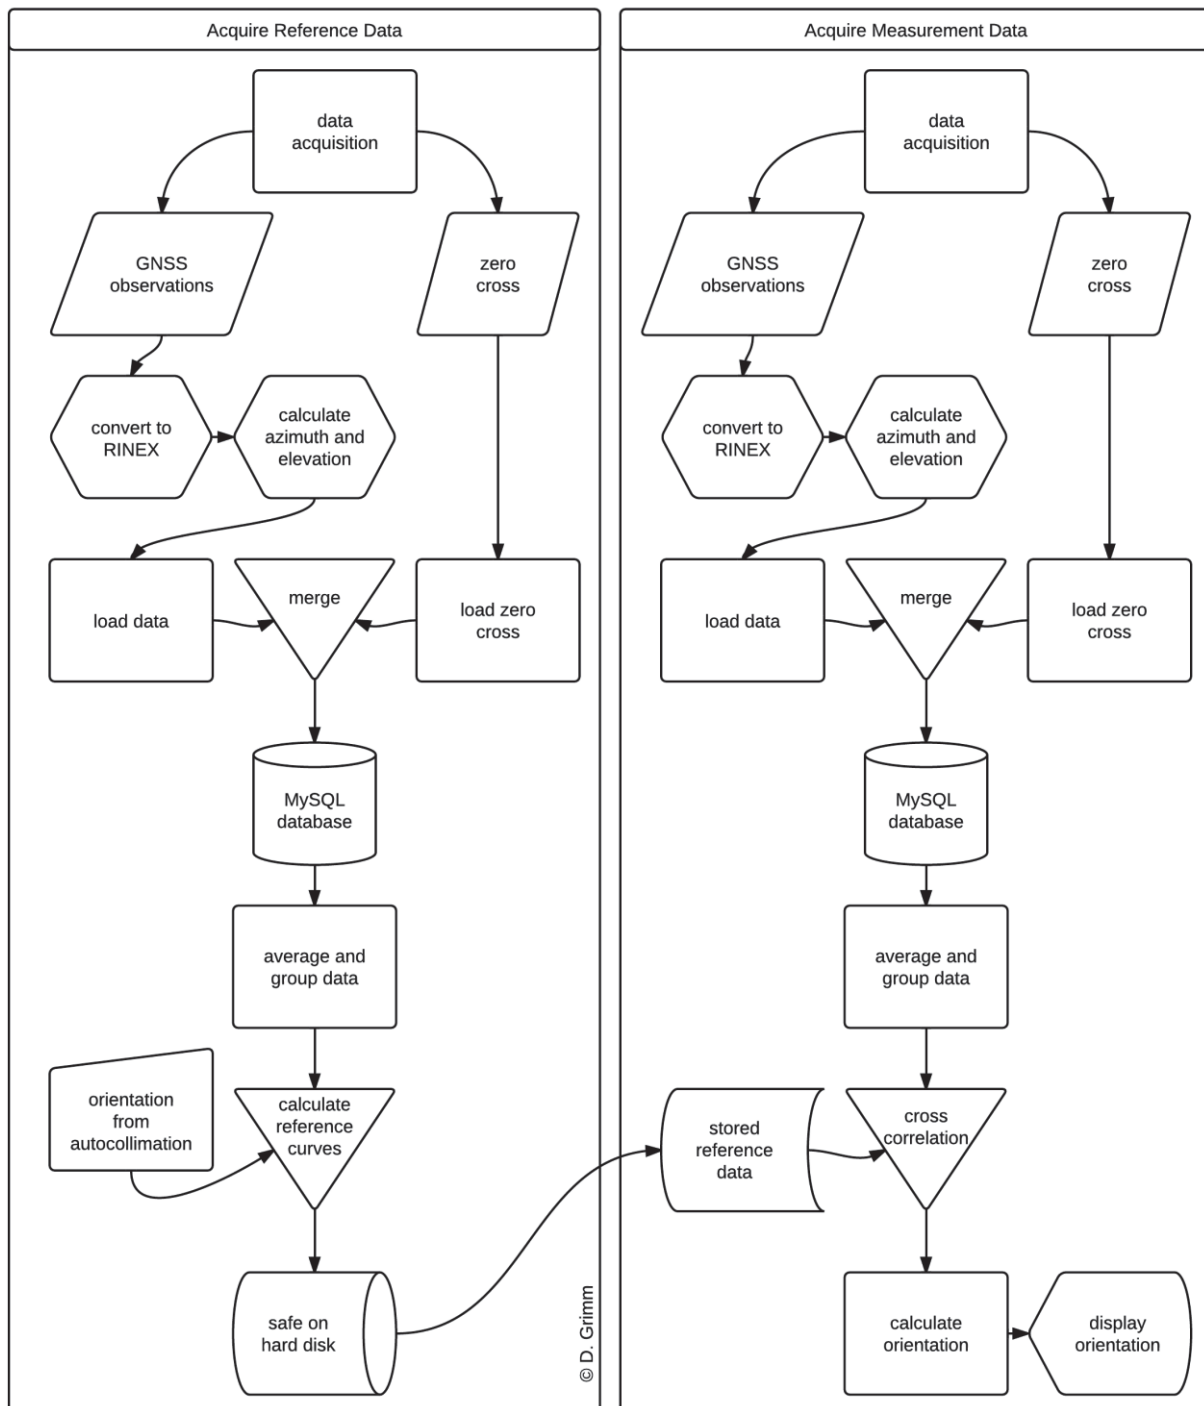 Acquire Reference Data
data
acquisition
GNSS
observations
zero
cross
convert to
RINEX
calculate
azimuth and
elevation
load data
merge
load zero
cross
MySQL
database
average and
group data
orientation
from
autocollimation
calculate
reference
curves
safe on
hard disk
© D. Grimm
Acquire Measurement Data
data
acquisition
GNSS
observations
zero
cross
convert to
RINEX
calculate
azimuth and
elevation
load data
merge
load zero
cross
MySQL
database
average and
group data
stored
reference
data
cross
correlation
calculate
orientation
display
orientation